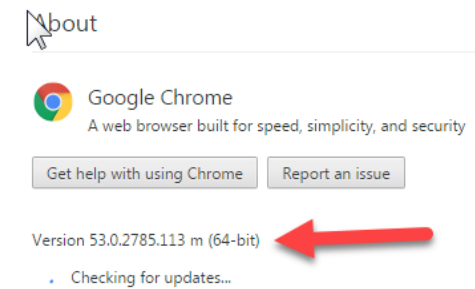 About
Google Chrome
A web browser built for speed, simplicity, and security
Get help with using Chrome
Report an issue
Version 53.0.2785.113 m (64-bit)
Checking for updates...